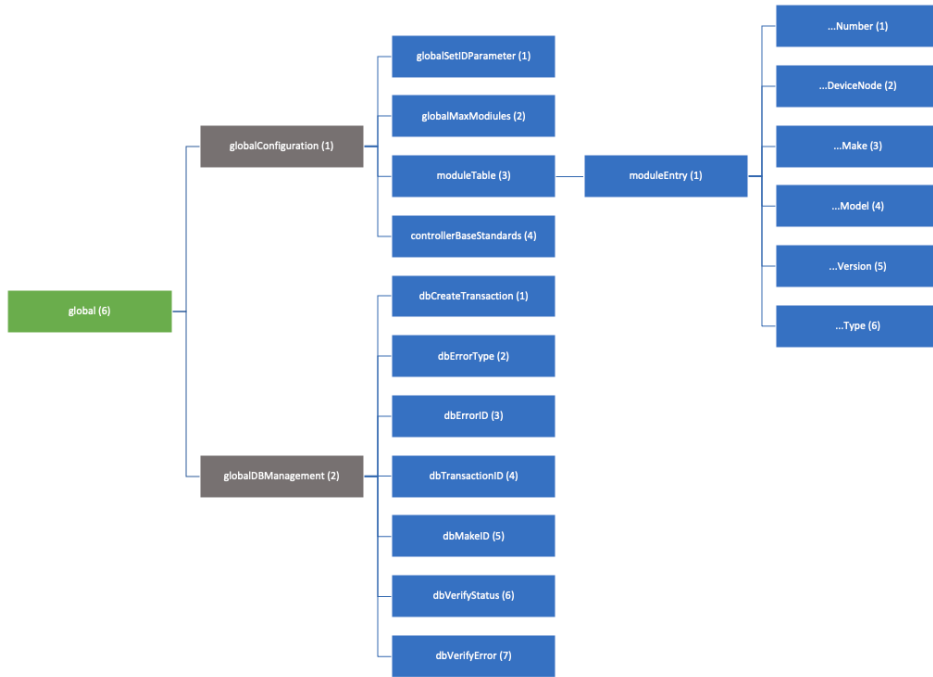 global (6)
globalConfiguration (1)
globalSetIDParameter (1)
globalMaxModiules (2)
moduleTable (3)
moduleEntry (1)
...Number (1)
...DeviceNode (2)
...Make (3)
...Model (4)
...Version (5)
...Type (6)
controllerBaseStandards (4)
globalDBManagement (2)
dbCreateTransaction (1)
dbErrorType (2)
dbErrorID (3)
dbTransactionID (4)
dbMakeID (5)
dbVerifyStatus (6)
dbVerifyError (7)